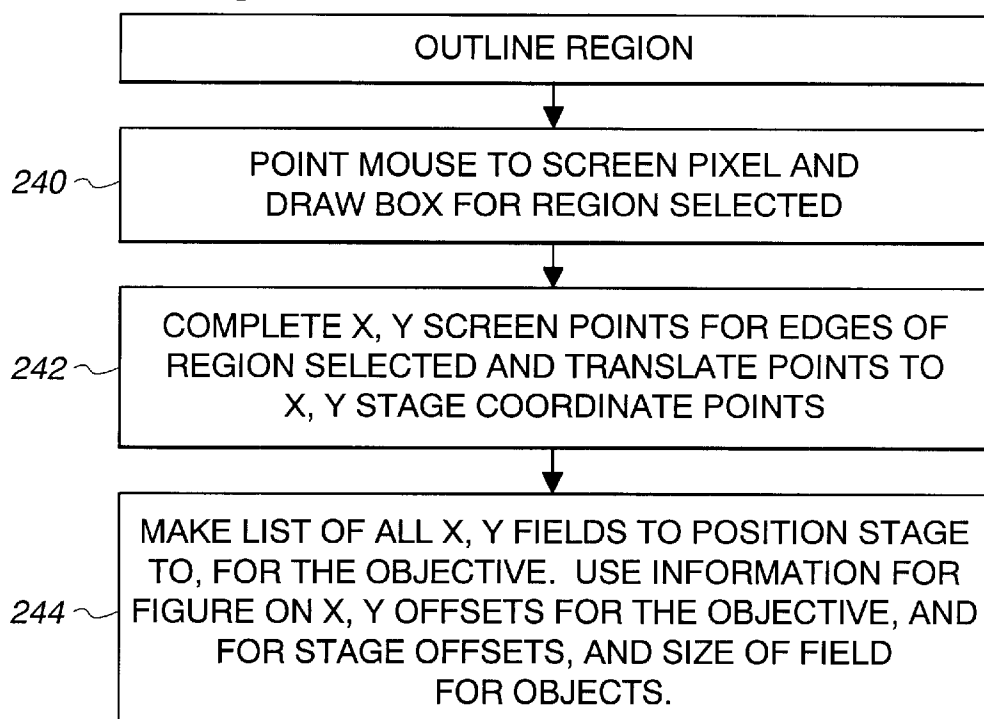 OUTLINE REGION
240
POINT MOUSE TO SCREEN PIXEL AND
DRAW BOX FOR REGION SELECTED
242
COMPLETE X, Y SCREEN POINTS FOR EDGES OF
REGION SELECTED AND TRANSLATE POINTS TO
X, Y STAGE COORDINATE POINTS
244
MAKE LIST OF ALL X, Y FIELDS TO POSITION STAGE
TO, FOR THE OBJECTIVE. USE INFORMATION FOR
FIGURE ON X, Y OFFSETS FOR THE OBJECTIVE, AND
FOR STAGE OFFSETS, AND SIZE OF FIELD
FOR OBJECTS.